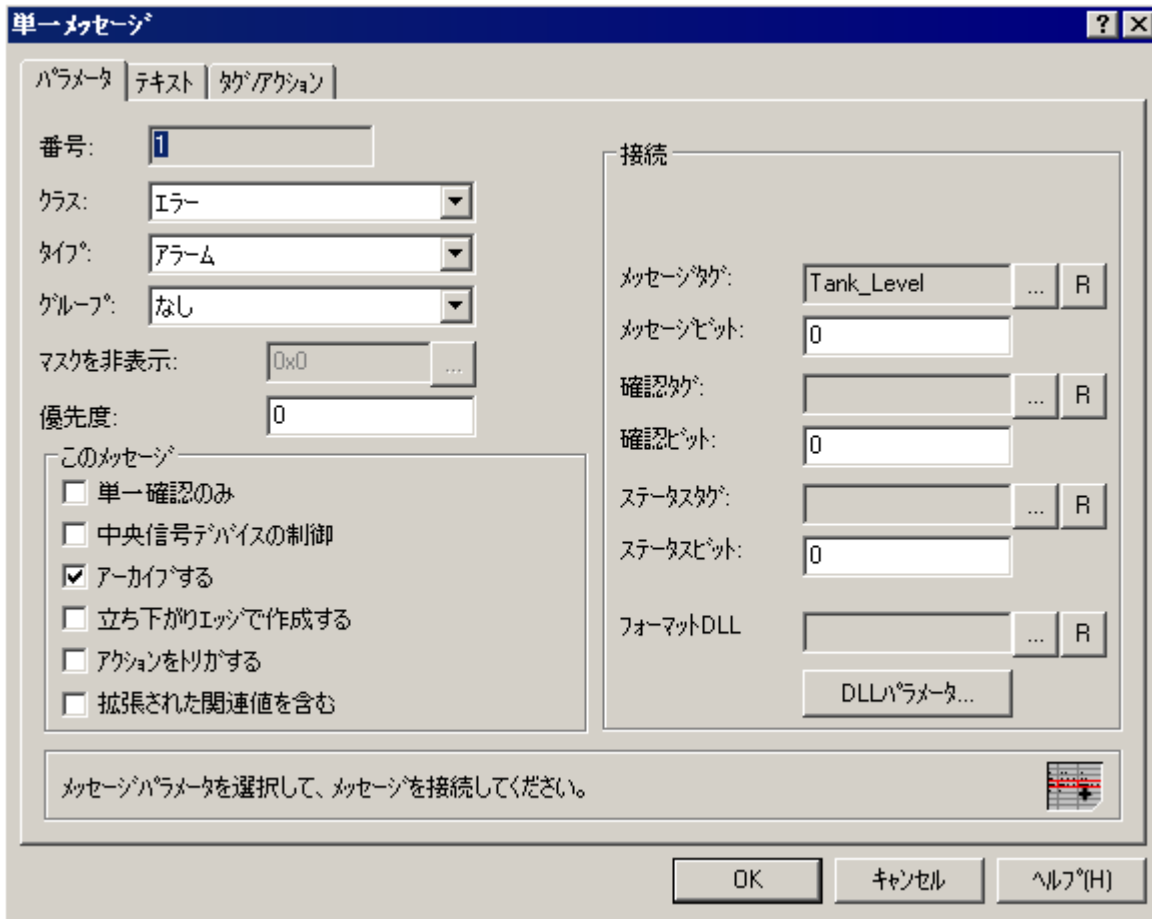 単一ﾒｯｾｰｼﾞ
ﾊﾟﾗﾒｰﾀ ﾃｷｽﾄ ﾀｸﾞ/ｱｸｼｮﾝ
番号: 1
ｸﾗｽ: ｴﾗｰ
ﾀｲﾌﾟ: ｱﾗｰﾑ
ｸﾞﾙｰﾌﾟ: なし
ﾏｽｸを非表示: 0x0 ...
優先度: 0
このﾒｯｾｰｼﾞ
単一確認のみ
中央信号ﾃﾞﾊﾞｲｽの制御
ｱｰｶｲﾌﾞする
立ち下がりｴｯｼﾞで作成する
ｱｸｼｮﾝをﾄﾘｶﾞする
拡張された関連値を含む
接続
ﾒｯｾｰｼﾞﾀｸﾞ: Tank_Level ... R
ﾒｯｾｰｼﾞﾋﾞｯﾄ: 0
確認ﾀｸﾞ: ... R
確認ﾋﾞｯﾄ: 0
ｽﾃｰﾀｽﾀｸﾞ: ... R
ｽﾃｰﾀｽﾋﾞｯﾄ: 0
ﾌｫｰﾏｯﾄDLL ... R
DLLﾊﾟﾗﾒｰﾀ...
ﾒｯｾｰｼﾞﾊﾟﾗﾒｰﾀを選択して、ﾒｯｾｰｼﾞを接続してください。
OK ｷｬﾝｾﾙ ﾍﾙﾌﾟ(H)